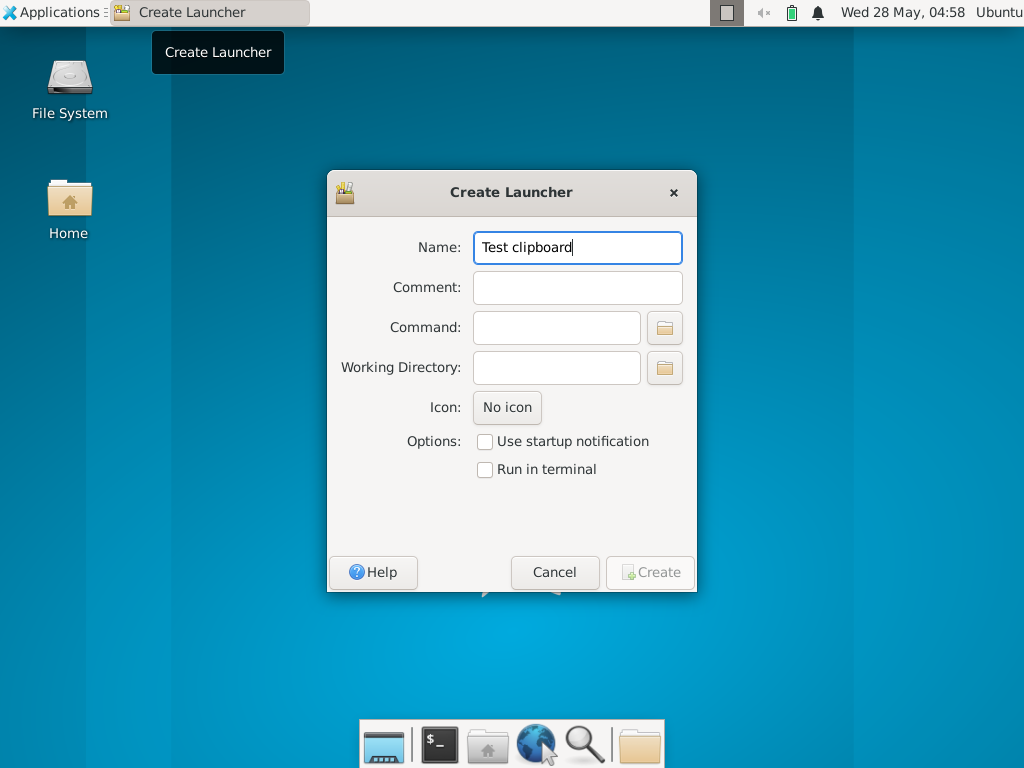 Applications
Create Launcher
Wed 28 May, 04:58
Ubuntu
Create Launcher
File System
Home
Create Launcher
Name: Test clipboard
Comment:
Command:
Working Directory:
Icon: No icon
Options: Use startup notification
Run in terminal
Help
Cancel
Create
$_